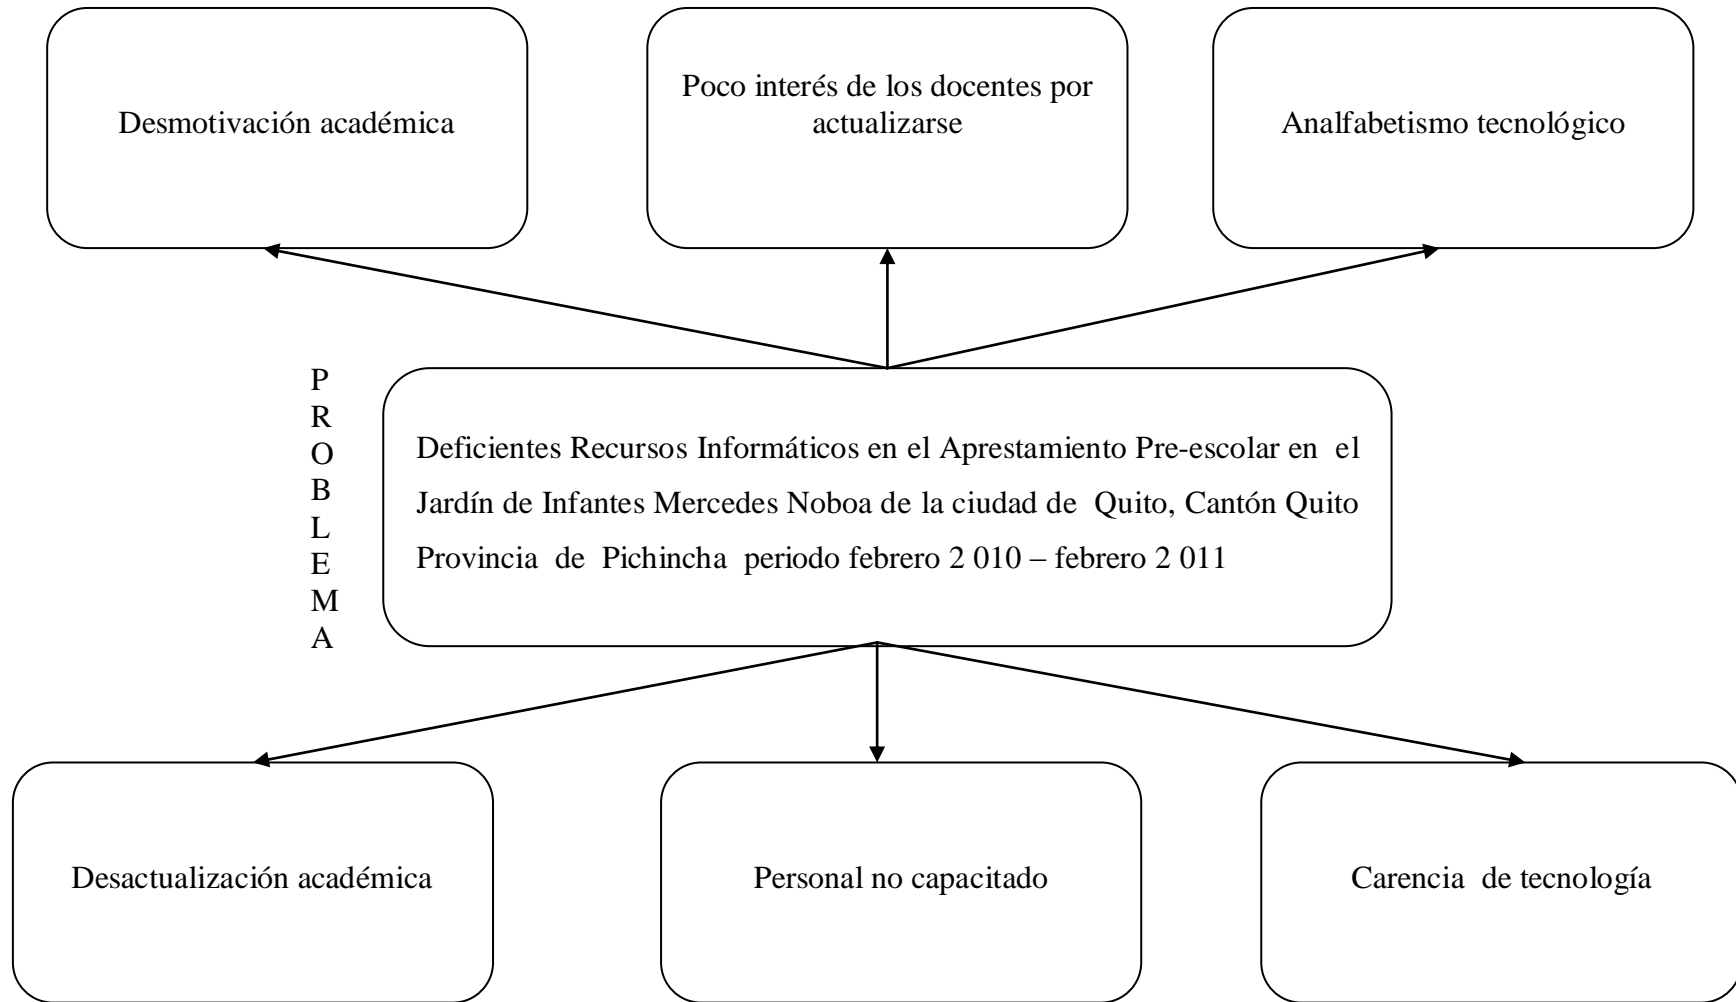 Desmotivación académica
Poco interés de los docentes por
actualizarse
Analfabetismo tecnológico
P
R
O
B
L
E
M
A
Deficientes Recursos Informáticos en el Aprestamiento Pre-escolar en el
Jardín de Infantes Mercedes Noboa de la ciudad de Quito, Cantón Quito
Provincia de Pichincha periodo febrero 2 010 – febrero 2 011
Desactualización académica
Personal no capacitado
Carencia de tecnología